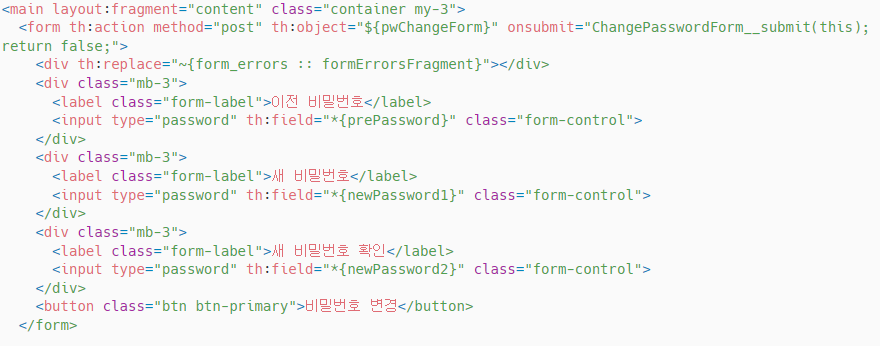 <main layout:fragment="content" class="container my-3">
  <form th:action method="post" th:object="${pwChangeForm}" onsubmit="ChangePasswordForm__submit(this);
return false;">
    <div th:replace="~{form_errors :: formErrorsFragment}"></div>
    <div class="mb-3">
      <label class="form-label">이전 비밀번호</label>
      <input type="password" th:field="*{prePassword}" class="form-control">
    </div>
    <div class="mb-3">
      <label class="form-label">새 비밀번호</label>
      <input type="password" th:field="*{newPassword1}" class="form-control">
    </div>
    <div class="mb-3">
      <label class="form-label">새 비밀번호 확인</label>
      <input type="password" th:field="*{newPassword2}" class="form-control">
    </div>
    <button class="btn btn-primary">비밀번호 변경</button>
  </form>